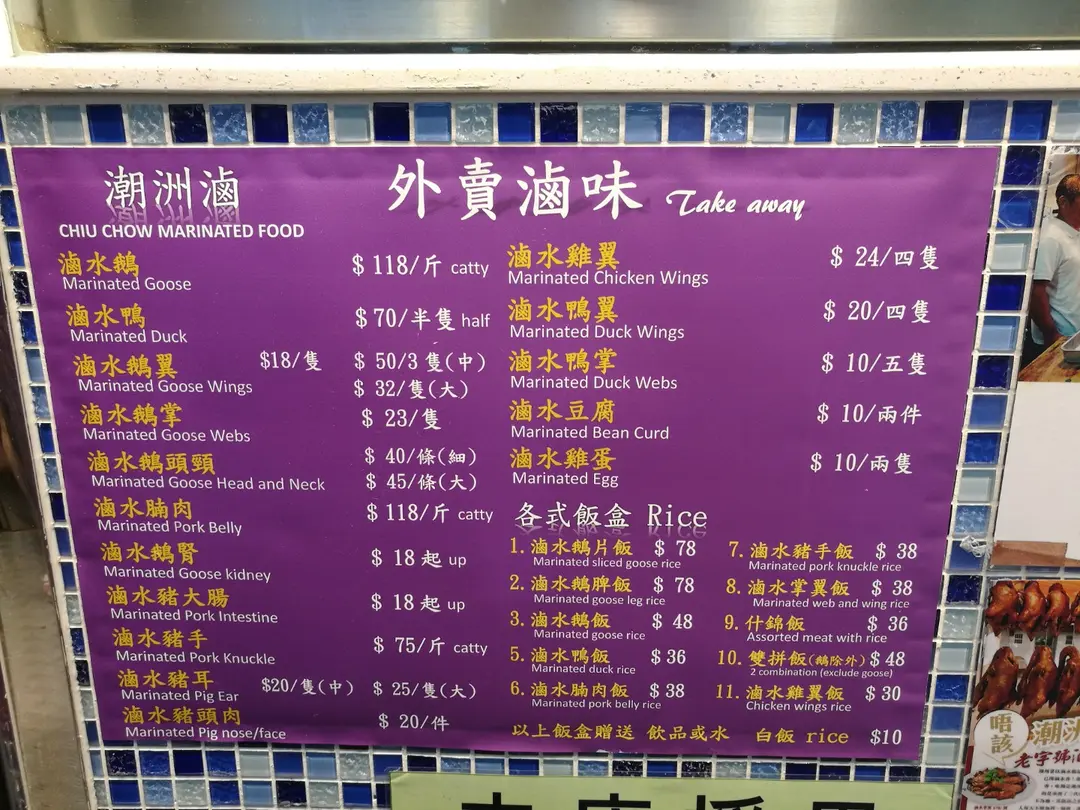 潮洲滷
CHIU CHOW MARINATED FOOD
外賣滷味 Take away
滷水鵝 $ 118/斤 catty
Marinated Goose
滷水鴨 $ 70/半隻 half
Marinated Duck
滷水鵝翼 $18/隻 $ 50/3 隻(中)
Marinated Goose Wings $ 32/隻(大)
滷水鵝掌 $ 23/隻
Marinated Goose Webs
滷水鵝頭頸 $ 40/條(細)
Marinated Goose Head and Neck $ 45/條(大)
滷水腩肉 $ 118/斤 catty
Marinated Pork Belly
滷水鵝腎 $ 18 起 up
Marinated Goose kidney
滷水豬大腸 $ 18 起 up
Marinated Pork Intestine
滷水豬手 $ 75/斤 catty
Marinated Pork Knuckle
滷水豬耳 $20/隻(中) $ 25/隻(大)
Marinated Pig Ear
滷水豬頭肉 $ 20/件
Marinated Pig nose/face
滷水雞翼 $ 24/四隻
Marinated Chicken Wings
滷水鴨翼 $ 20/四隻
Marinated Duck Wings
滷水鴨掌 $ 10/五隻
Marinated Duck Webs
滷水豆腐 $ 10/兩件
Marinated Bean Curd
滷水雞蛋 $ 10/兩隻
Marinated Egg
各式飯盒 Rice
1. 滷水鵝片飯 $ 78
Marinated sliced goose rice
2. 滷水鵝脾飯 $ 78
Marinated goose leg rice
3. 滷水鵝飯 $ 48
Marinated goose rice
5. 滷水鴨飯 $ 36
Marinated duck rice
6. 滷水腩肉飯 $ 38
Marinated pork belly rice
7. 滷水豬手飯 $ 38
Marinated pork knuckle rice
8. 滷水掌翼飯 $ 38
Marinated web and wing rice
9. 什錦飯 $ 36
Assorted meat with rice
10. 雙拼飯(鵝除外) $ 48
2 combination (exclude goose)
11. 滷水雞翼飯 $ 30
Chicken wings rice
以上飯盒贈送 飲品或水 白飯 rice $10
唔該
潮洲
老字號